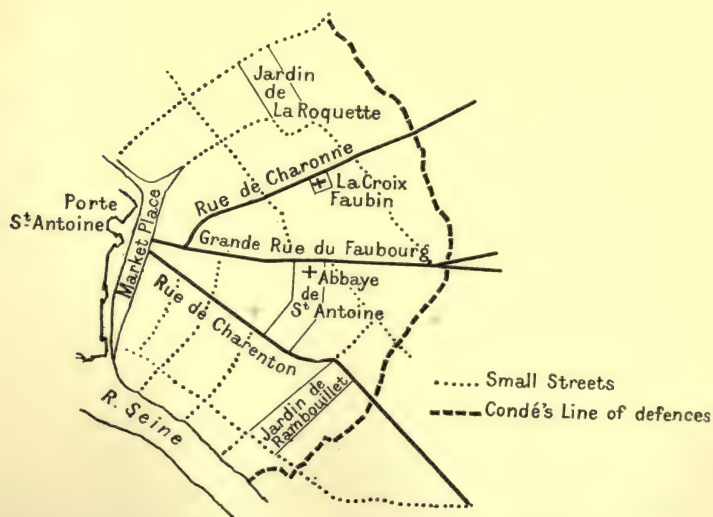 Jardin
de
La Roquette
Rue de Charonne
La Croix
Faubin
Porte
St. Antoine
Market Place
Grande Rue du Faubourg
Abbaye
de
St Antoine
Rue de Charenton
Jardin de
Rambouillet
R. Seine
Small Streets
Condé's Line of defences